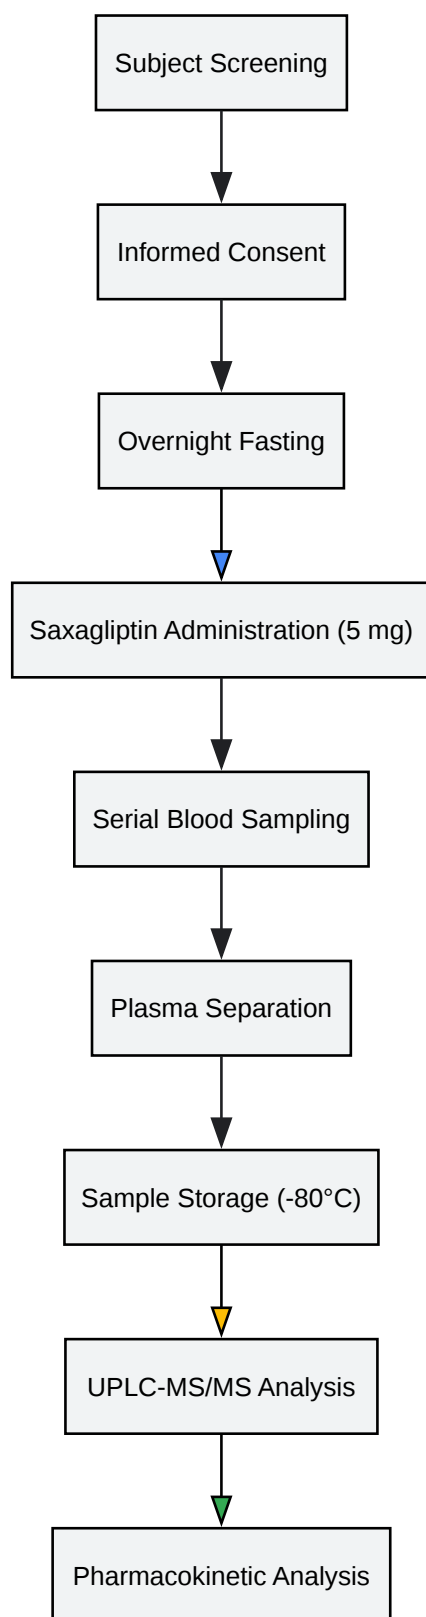 Subject Screening
Informed Consent
Overnight Fasting
Saxagliptin Administration (5 mg)
Serial Blood Sampling
Plasma Separation
Sample Storage (-80°C)
UPLC-MS/MS Analysis
Pharmacokinetic Analysis